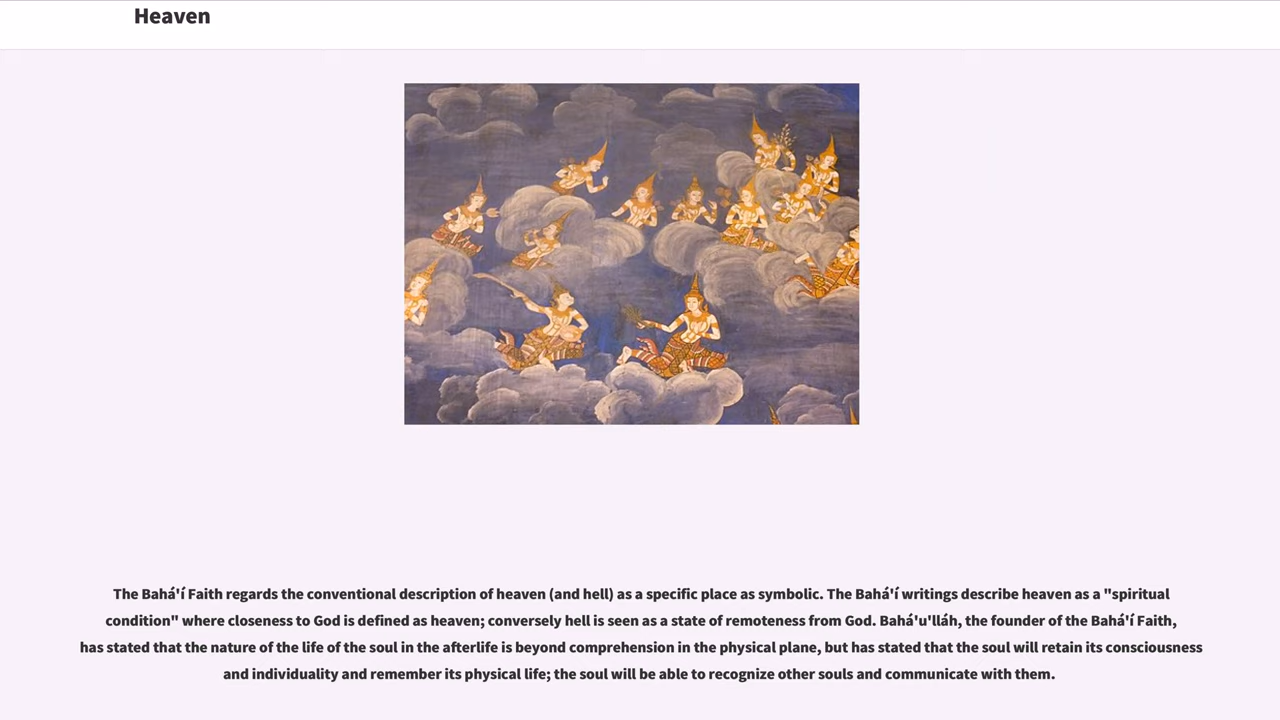 Heaven
The Bahá'í Faith regards the conventional description of heaven (and hell) as a specific place as symbolic. The Bahá'í writings describe heaven as a "spiritual
condition" where closeness to God is defined as heaven; conversely hell is seen as a state of remoteness from God. Bahá'u'lláh, the founder of the Bahá'í Faith,
has stated that the nature of the life of the soul in the afterlife is beyond comprehension in the physical plane, but has stated that the soul will retain its consciousness
and individuality and remember its physical life; the soul will be able to recognize other souls and communicate with them.